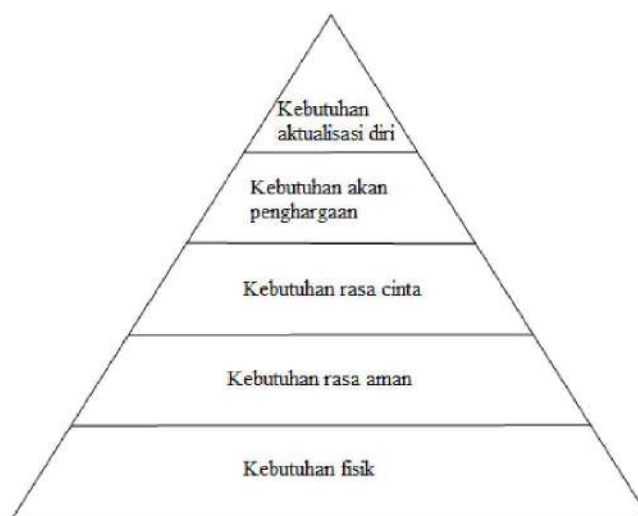 Kebutuhan
aktualisasi diri
Kebutuhan akan
penghargaan
Kebutuhan rasa cinta
Kebutuhan rasa aman
Kebutuhan fisik